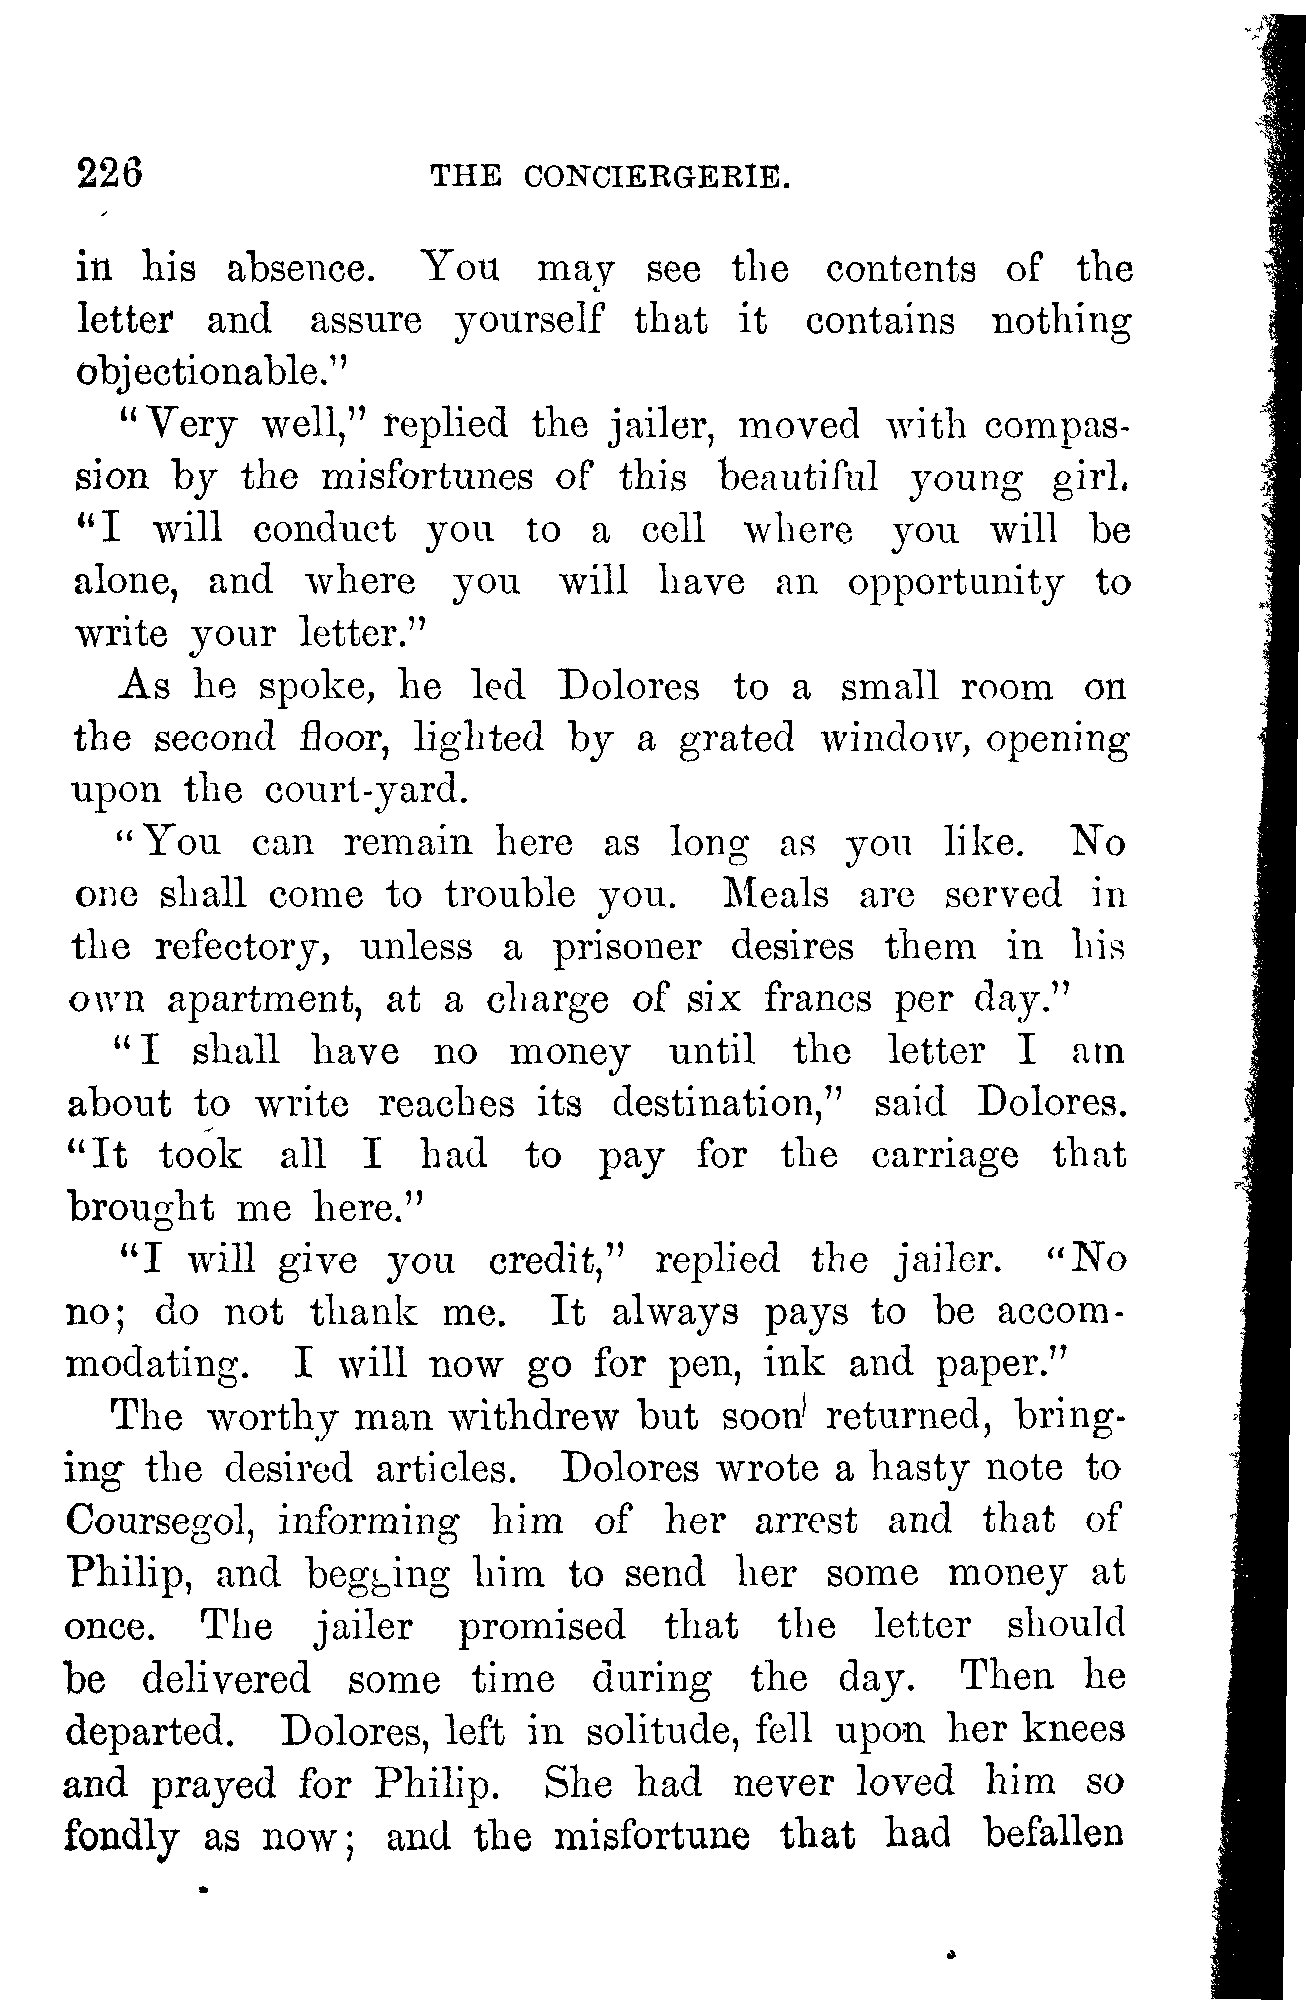 226 THE CONCIERGERIE.
in his absence. You may see the contents of the
letter and assure yourself that it contains nothing
objectionable."
"Very well," replied the jailer, moved with compas-
sion by the misfortunes of this beautiful young girl.
"I will conduct you to a cell where you will be
alone, and where you will have an opportunity to
write your letter."
As he spoke, he led Dolores to a small room on
the second floor, lighted by a grated window, opening
upon the court-yard.
"You can remain here as long as you like. No
one shall come to trouble you. Meals are served in
the refectory, unless a prisoner desires them in his
own apartment, at a charge of six francs per day."
"I shall have no money until the letter I am
about to write reaches its destination," said Dolores.
"It took all I had to pay for the carriage that
brought me here."
"I will give you credit," replied the jailer. "No
no; do not thank me. It always pays to be accom-
modating. I will now go for pen, ink and paper."
The worthy man withdrew but soon returned, bring-
ing the desired articles. Dolores wrote a hasty note to
Coursegol, informing him of her arrest and that of
Philip, and begging him to send her some money at
once. The jailer promised that the letter should
be delivered some time during the day. Then he
departed. Dolores, left in solitude, fell upon her knees
and prayed for Philip. She had never loved him so
fondly as now; and the misfortune that had befallen